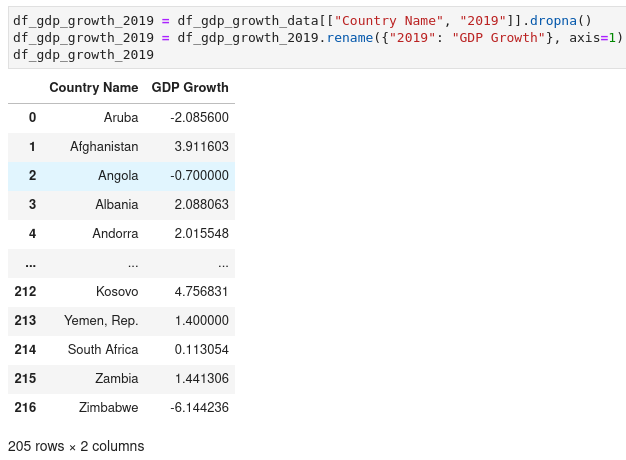 df_gdp_growth_2019 = df_gdp_growth_data[["Country Name", "2019"]].dropna()
df_gdp_growth_2019 = df_gdp_growth_2019.rename({"2019": "GDP Growth"}, axis=1)
df_gdp_growth_2019
Country Name GDP Growth
0 Aruba -2.085600
1 Afghanistan 3.911603
2 Angola -0.700000
3 Albania 2.088063
4 Andorra 2.015548
... ... ...
212 Kosovo 4.756831
213 Yemen, Rep. 1.400000
214 South Africa 0.113054
215 Zambia 1.441306
216 Zimbabwe -6.144236
205 rows × 2 columns